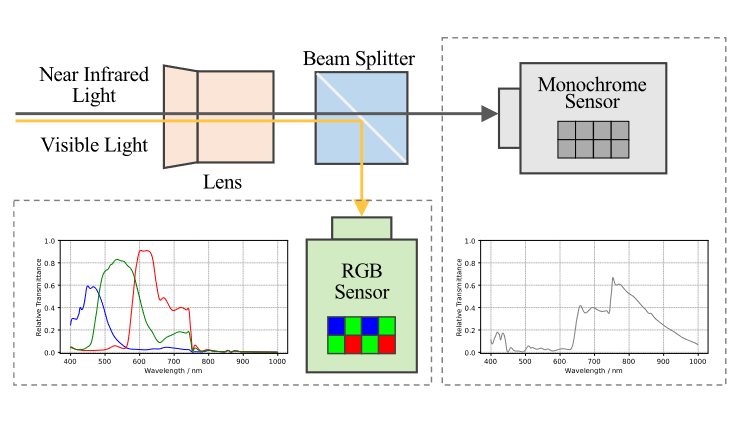 Beam Splitter
Near Infrared
Light
Visible Light
Lens
Monochrome
Sensor
RGB
Sensor
1.0
0.8
0.6
0.4
0.2
0.0
Relative Transmittance
400 500 600 700 800 900 1000
Wavelength / nm
1.0
0.8
0.6
0.4
0.2
0.0
Relative Transmittance
400 500 600 700 800 900 1000
Wavelength / nm